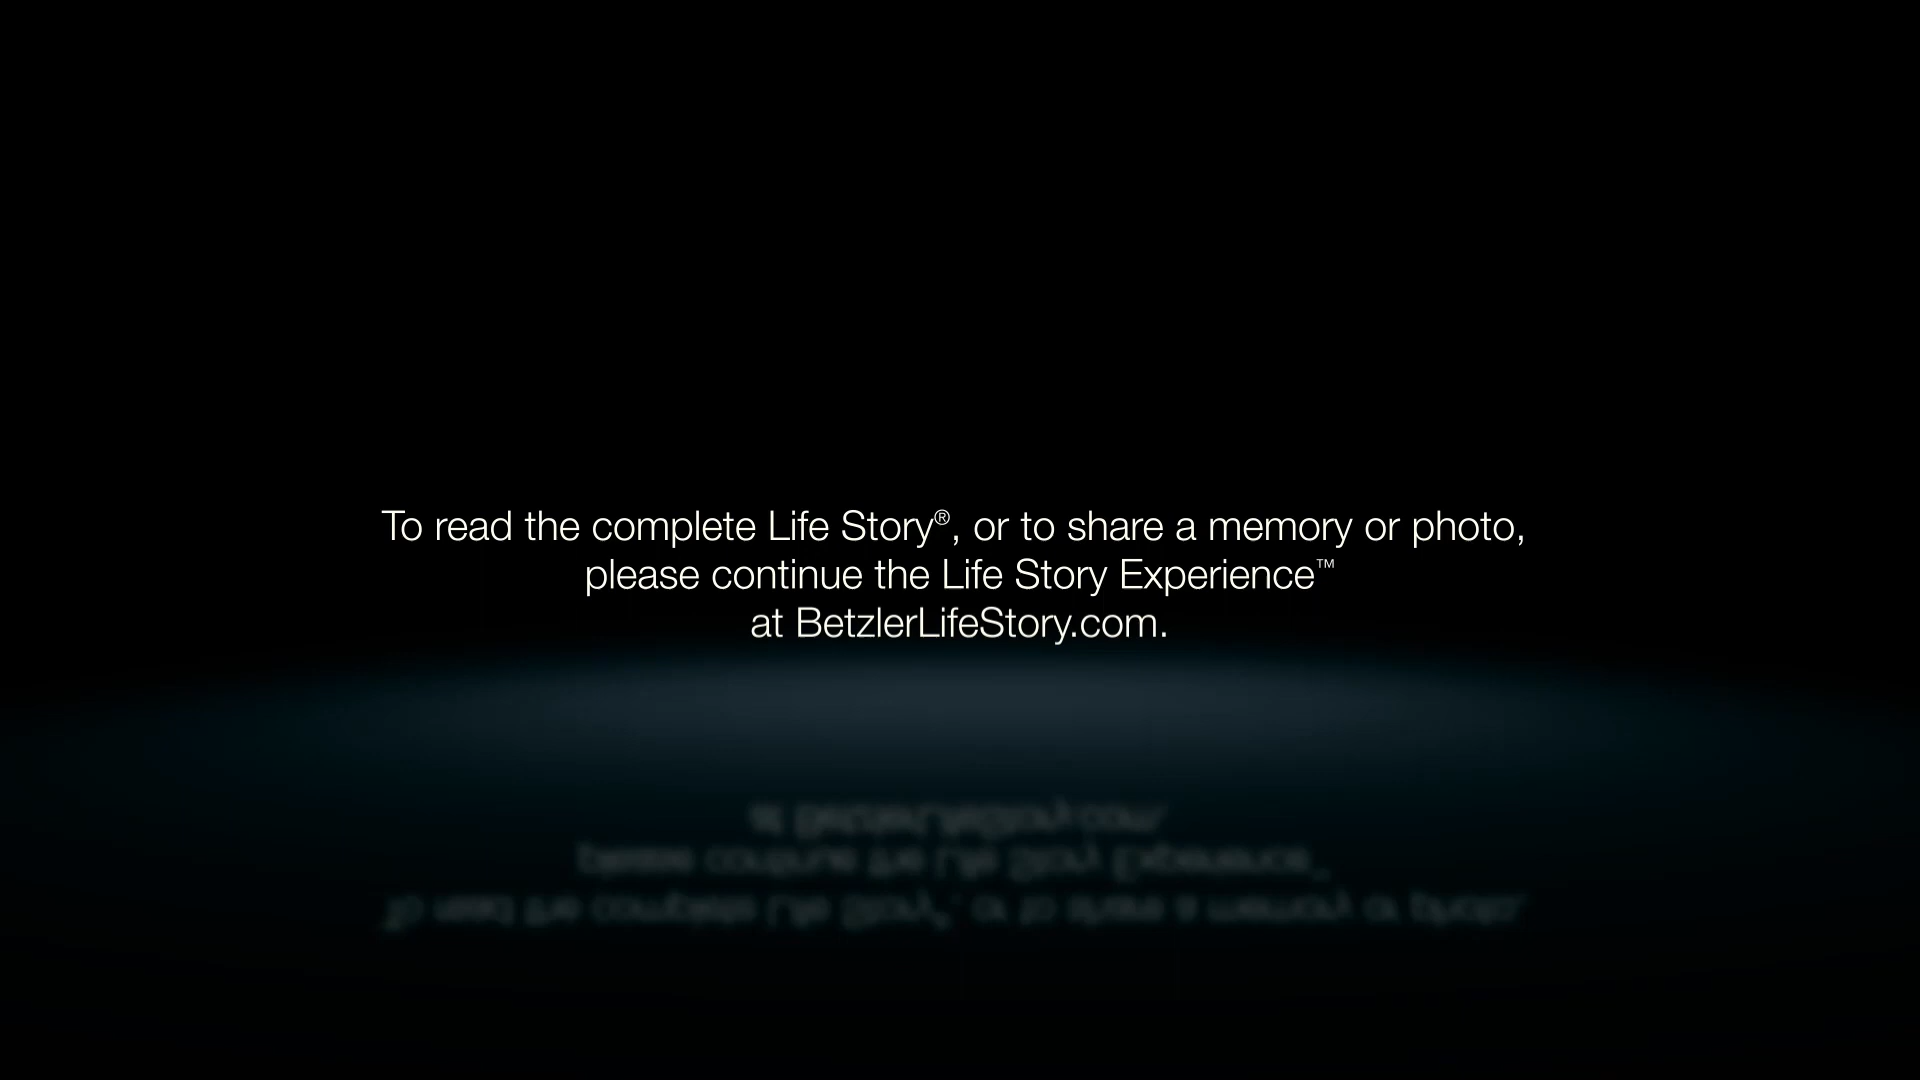 To read the complete Life Story®, or to share a memory or photo,
please continue the Life Story Experience™
at BetzlerLifeStory.com.